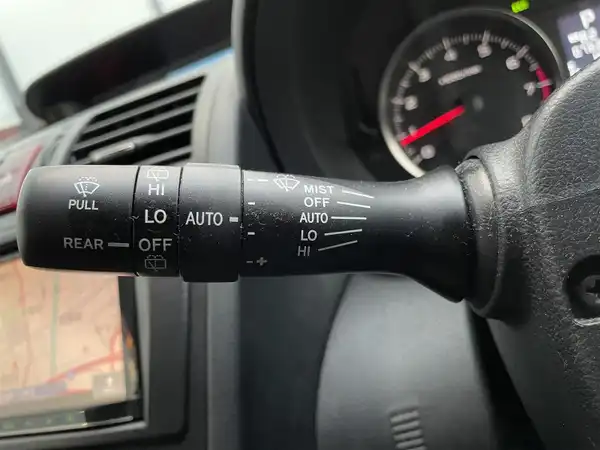 PULL
REAR
HI
LO
OFF
AUTO
MIST
OFF
AUTO
LO
HI
- +
P